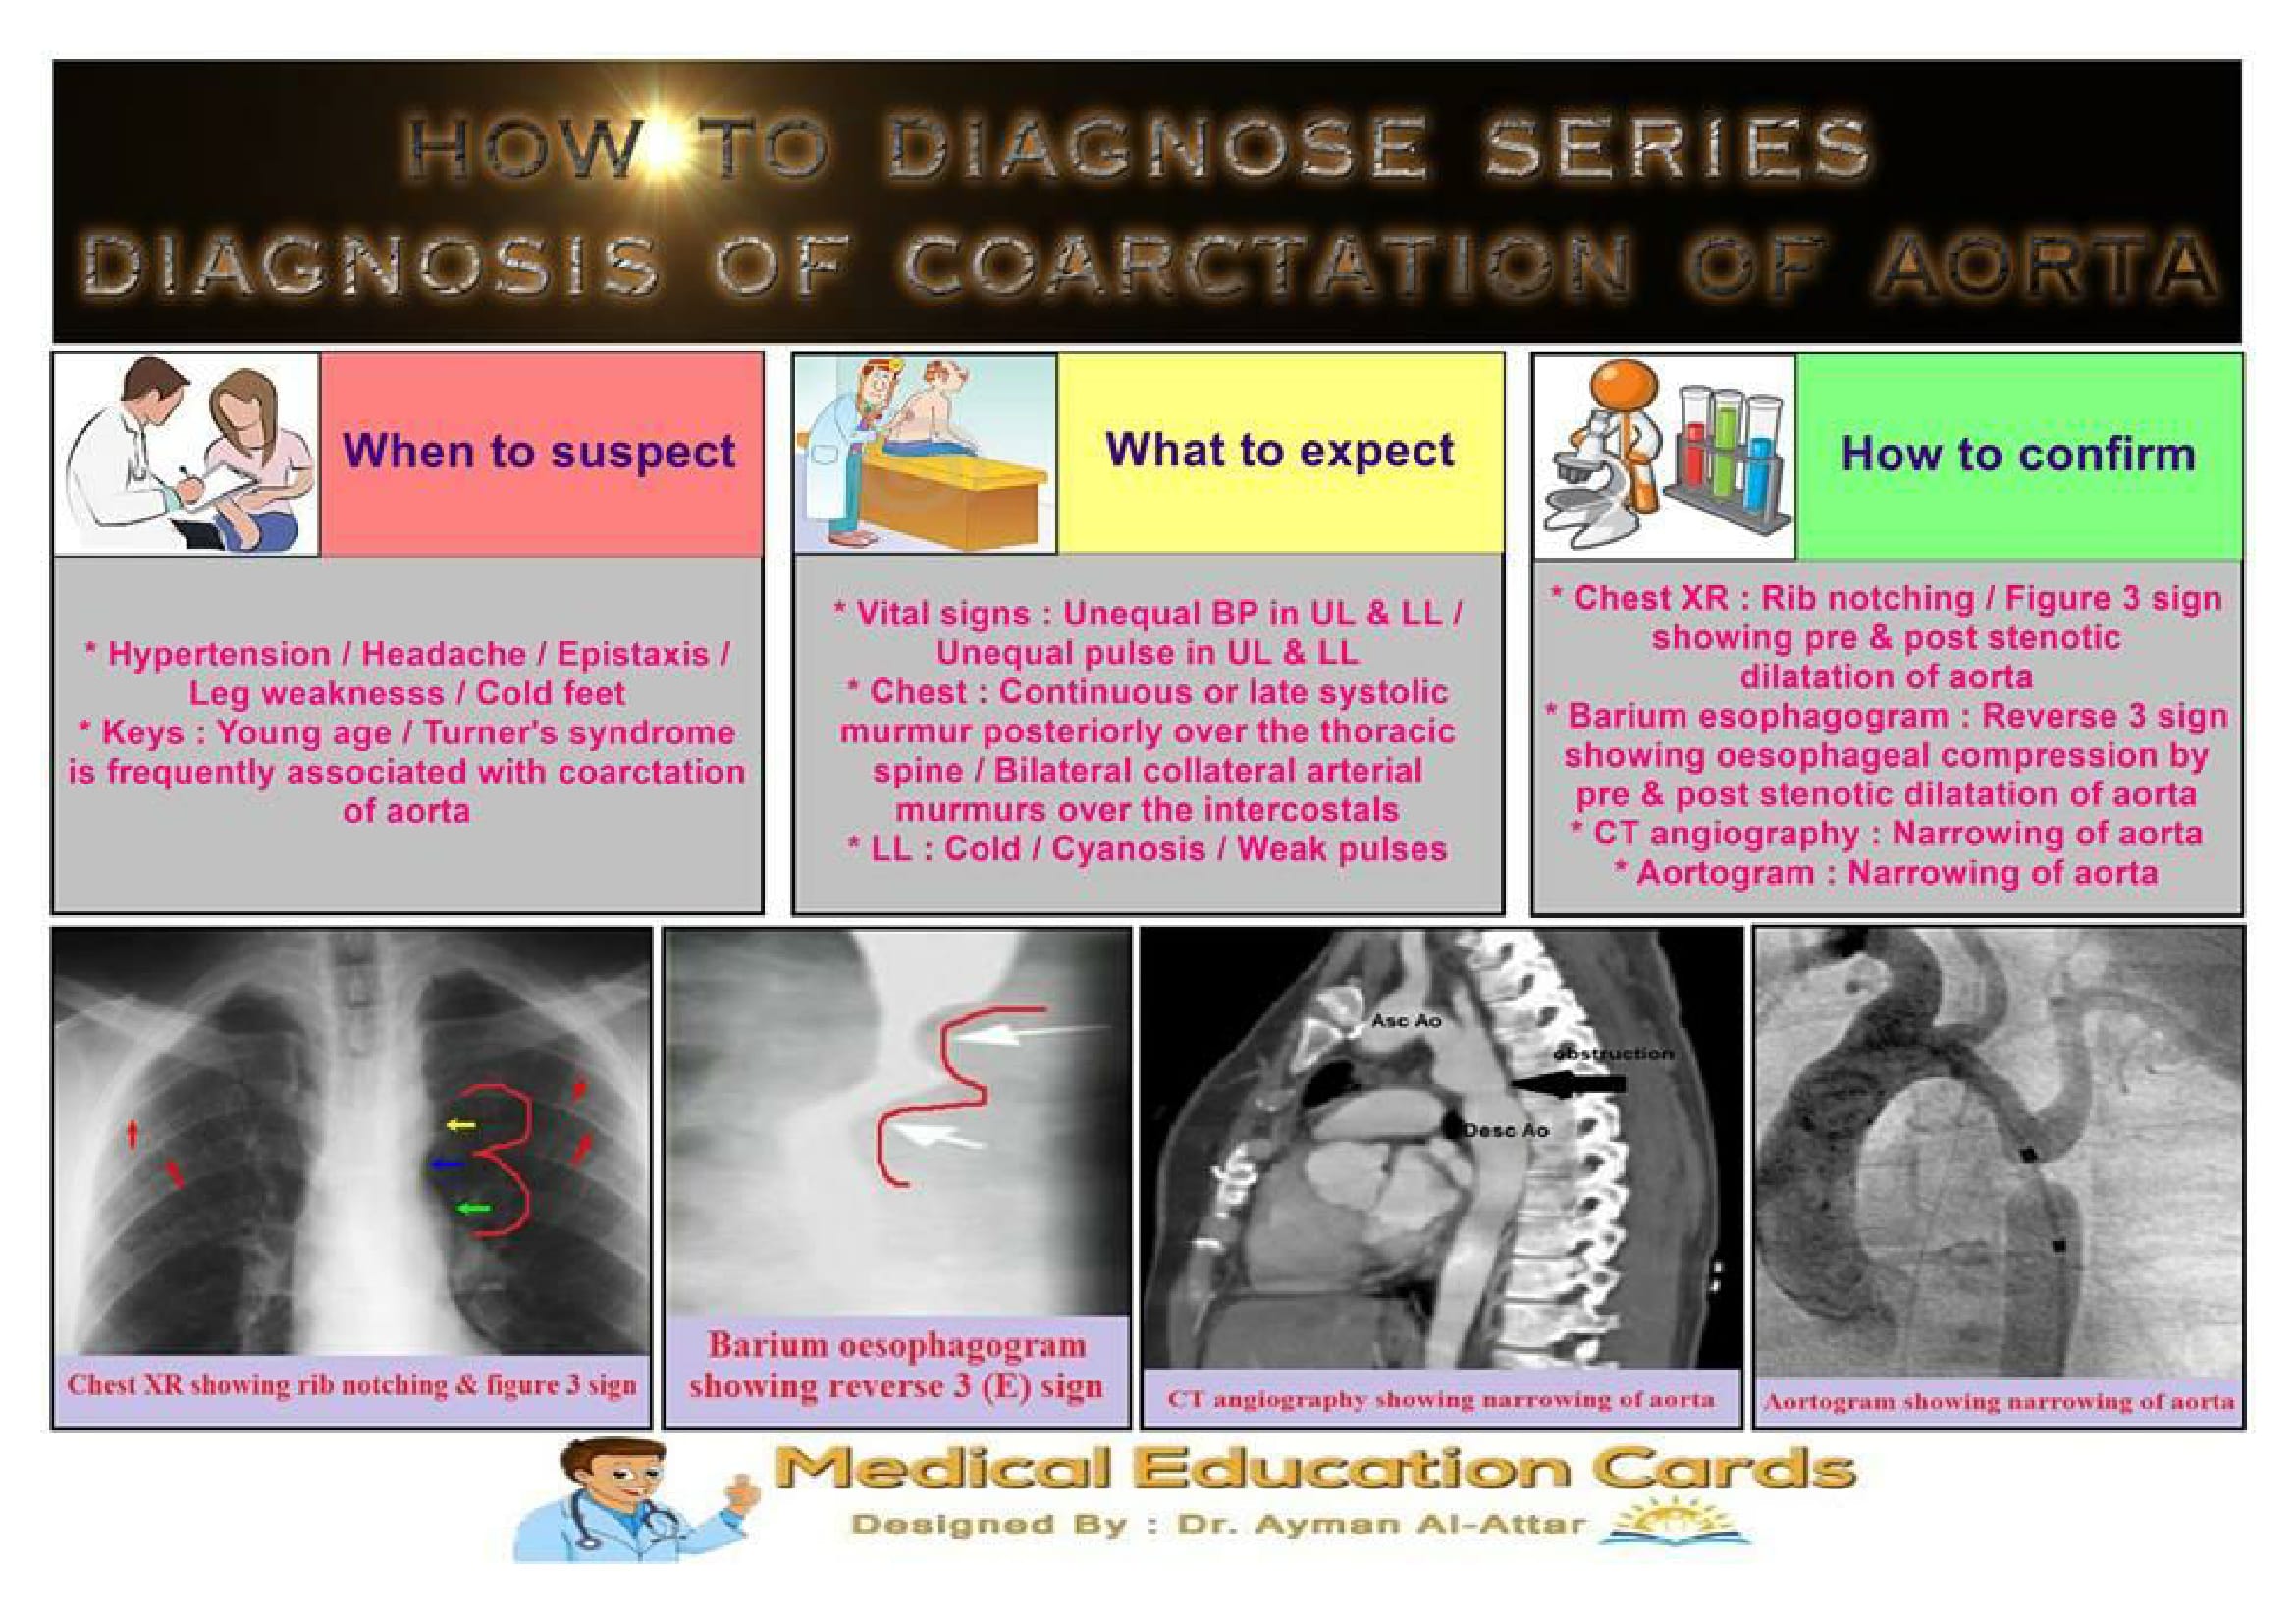 HOW TO DIAGNOSE SERIES
DIAGNOSIS OF COARCTATION OF AORTA
When to suspect
* Hypertension / Headache / Epistaxis /
Leg weaknesss / Cold feet
* Keys : Young age / Turner's syndrome
is frequently associated with coarctation
of aorta
What to expect
* Vital signs : Unequal BP in UL & LL /
Unequal pulse in UL & LL
* Chest : Continuous or late systolic
murmur posteriorly over the thoracic
spine / Bilateral collateral arterial
murmurs over the intercostals
* LL : Cold / Cyanosis / Weak pulses
How to confirm
* Chest XR : Rib notching / Figure 3 sign
showing pre & post stenotic
dilatation of aorta
* Barium esophagogram : Reverse 3 sign
showing oesophageal compression by
pre & post stenotic dilatation of aorta
* CT angiography : Narrowing of aorta
* Aortogram : Narrowing of aorta
Chest XR showing rib notching & figure 3 sign
Barium oesophagogram
showing reverse 3 (E) sign
Asc Ao
obstruction
Desc Ao
CT angiography showing narrowing of aorta
Aortogram showing narrowing of aorta
Medical Education Cards
Designed By : Dr. Ayman Al-Attar